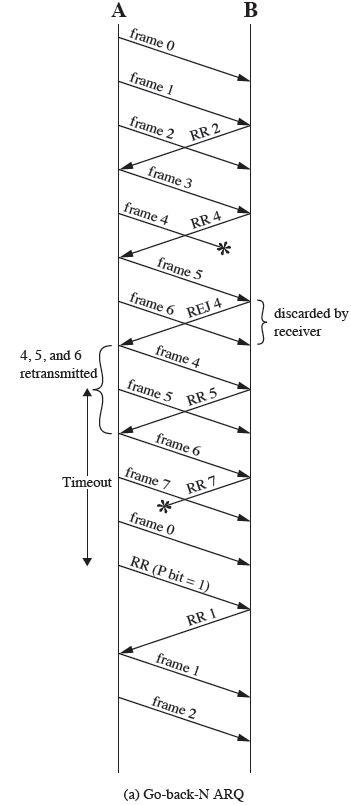 A B
frame 0
frame 1
frame 2
RR 2
frame 3
frame 4
RR 4
frame 5
frame 6
REJ 4
discarded by
receiver
4, 5, and 6
retransmitted
frame 4
frame 5
RR 5
frame 6
Timeout
frame 7
RR 7
frame 0
RR (P bit = 1)
RR 1
frame 1
frame 2
(a) Go-back-N ARQ